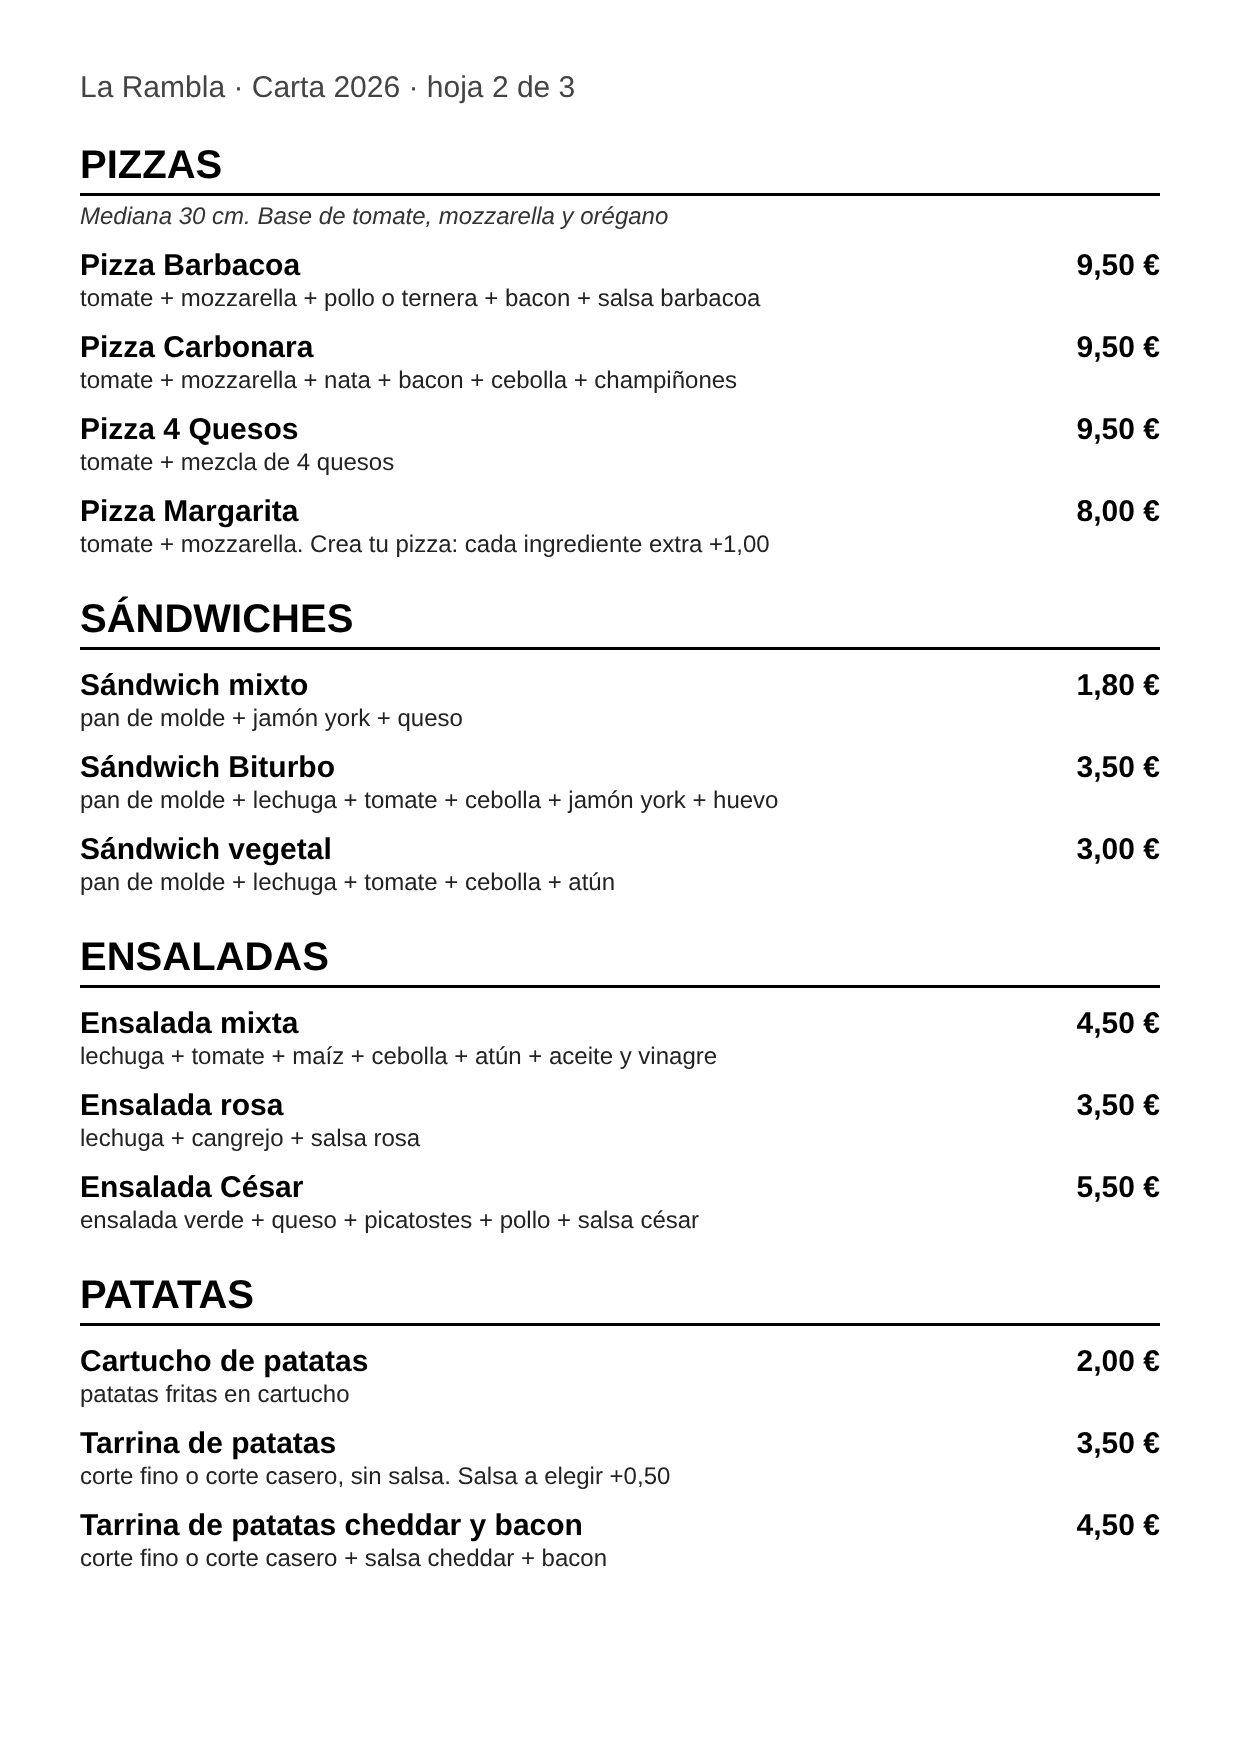 La Rambla · Carta 2026 · hoja 2 de 3
PIZZAS
Mediana 30 cm. Base de tomate, mozzarella y orégano
Pizza Barbacoa 9,50 €
tomate + mozzarella + pollo o ternera + bacon + salsa barbacoa
Pizza Carbonara 9,50 €
tomate + mozzarella + nata + bacon + cebolla + champiñones
Pizza 4 Quesos 9,50 €
tomate + mezcla de 4 quesos
Pizza Margarita 8,00 €
tomate + mozzarella. Crea tu pizza: cada ingrediente extra +1,00
SÁNDWICHES
Sándwich mixto 1,80 €
pan de molde + jamón york + queso
Sándwich Biturbo 3,50 €
pan de molde + lechuga + tomate + cebolla + jamón york + huevo
Sándwich vegetal 3,00 €
pan de molde + lechuga + tomate + cebolla + atún
ENSALADAS
Ensalada mixta 4,50 €
lechuga + tomate + maíz + cebolla + atún + aceite y vinagre
Ensalada rosa 3,50 €
lechuga + cangrejo + salsa rosa
Ensalada César 5,50 €
ensalada verde + queso + picatostes + pollo + salsa césar
PATATAS
Cartucho de patatas 2,00 €
patatas fritas en cartucho
Tarrina de patatas 3,50 €
corte fino o corte casero, sin salsa. Salsa a elegir +0,50
Tarrina de patatas cheddar y bacon 4,50 €
corte fino o corte casero + salsa cheddar + bacon